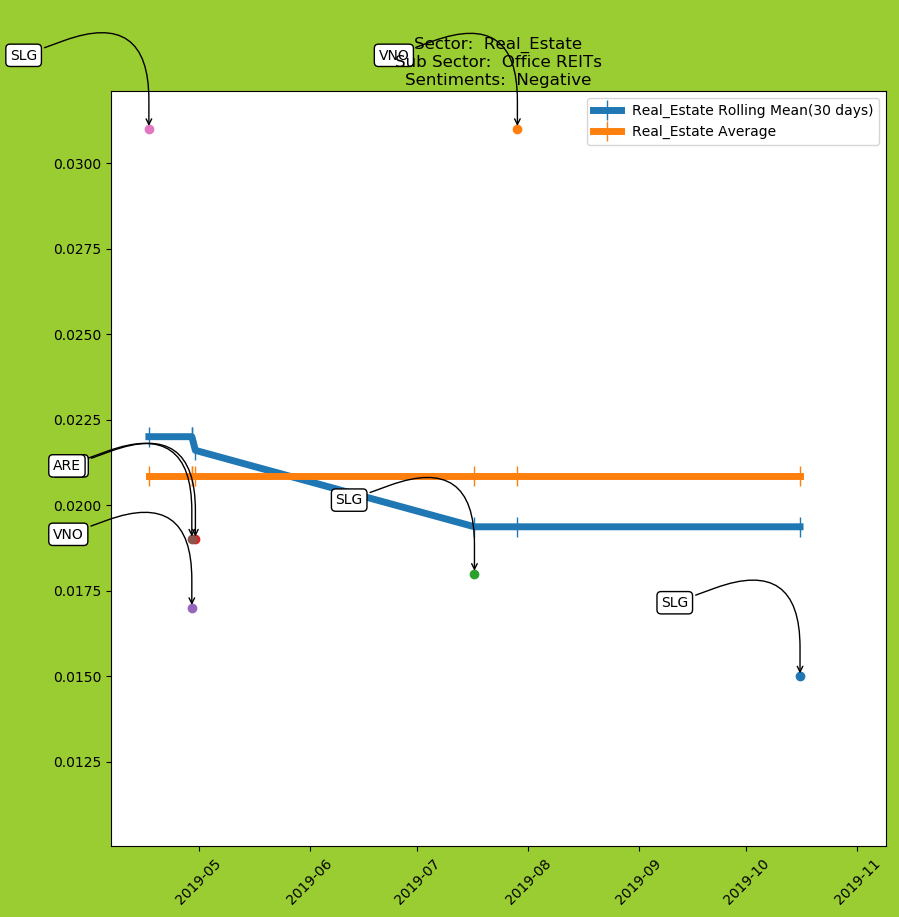 SLG
VNO
Sector:  Real_Estate
Sub Sector:  Office REITs
Sentiments:  Negative
Real_Estate Rolling Mean(30 days)
Real_Estate Average
0.0300
0.0275
0.0250
0.0225
ARE
0.0200
SLG
VNO
0.0175
SLG
0.0150
0.0125
2019-05
2019-06
2019-07
2019-08
2019-09
2019-10
2019-11